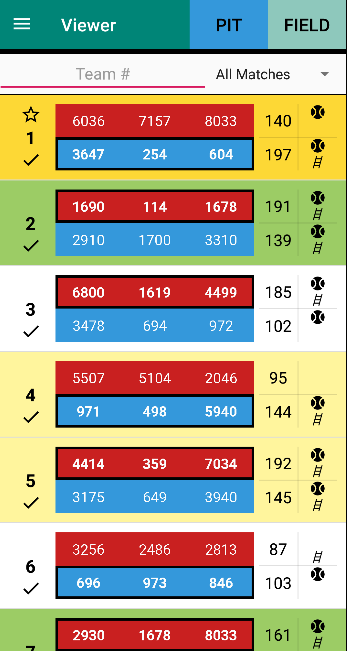 Viewer PIT FIELD
Team # All Matches
6036 7157 8033 140
1
3647 254 604 197
1690 114 1678 191
2
2910 1700 3310 139
6800 1619 4499 185
3
3478 694 972 102
5507 5104 2046 95
4
971 498 5940 144
4414 359 7034 192
5
3175 649 3940 145
3256 2486 2813 87
6
696 973 846 103
2930 1678 8033 161
7